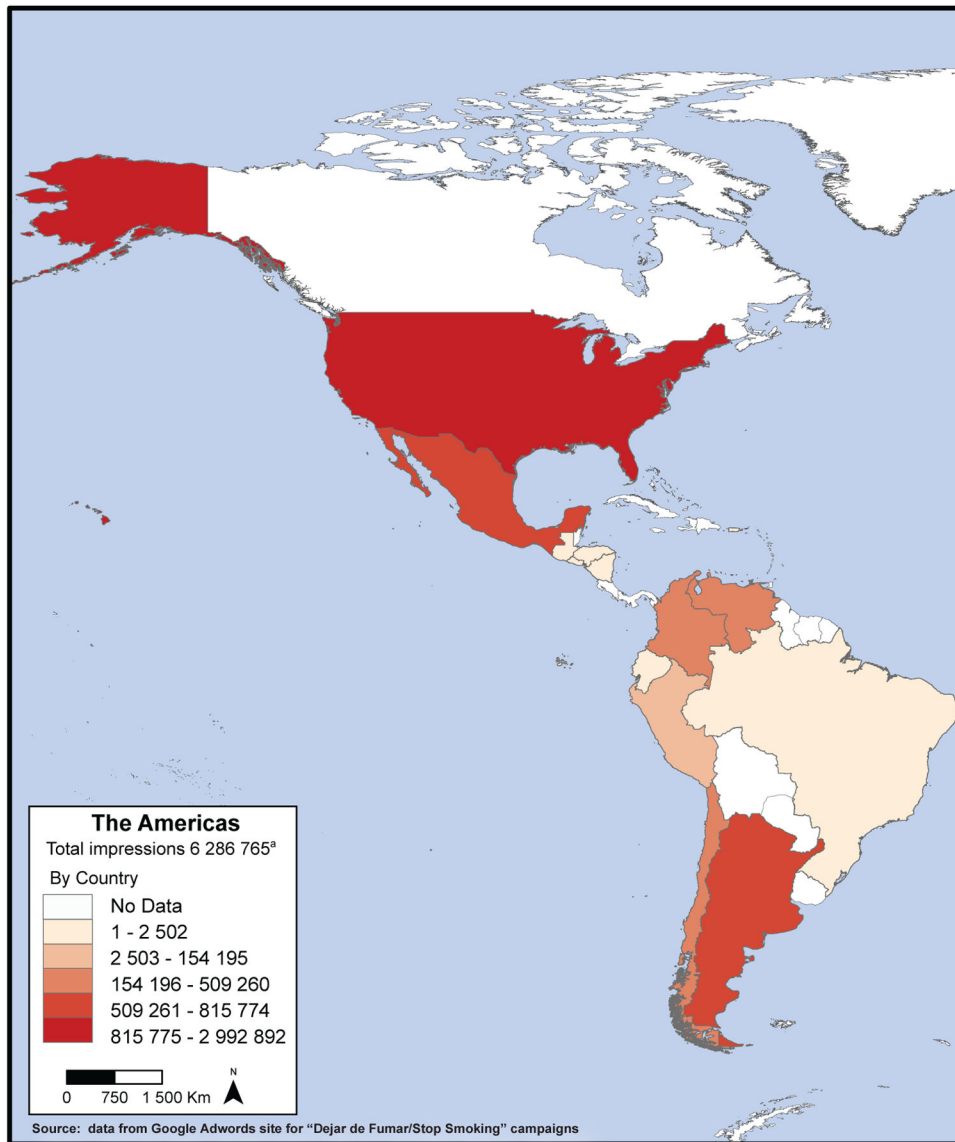 The Americas
Total impressions 6 286 765ª
By Country
No Data
1 - 2 502
2 503 - 154 195
154 196 - 509 260
509 261 - 815 774
815 775 - 2 992 892
N
0 750 1 500 Km
Source: data from Google Adwords site for “Dejar de Fumar/Stop Smoking” campaigns